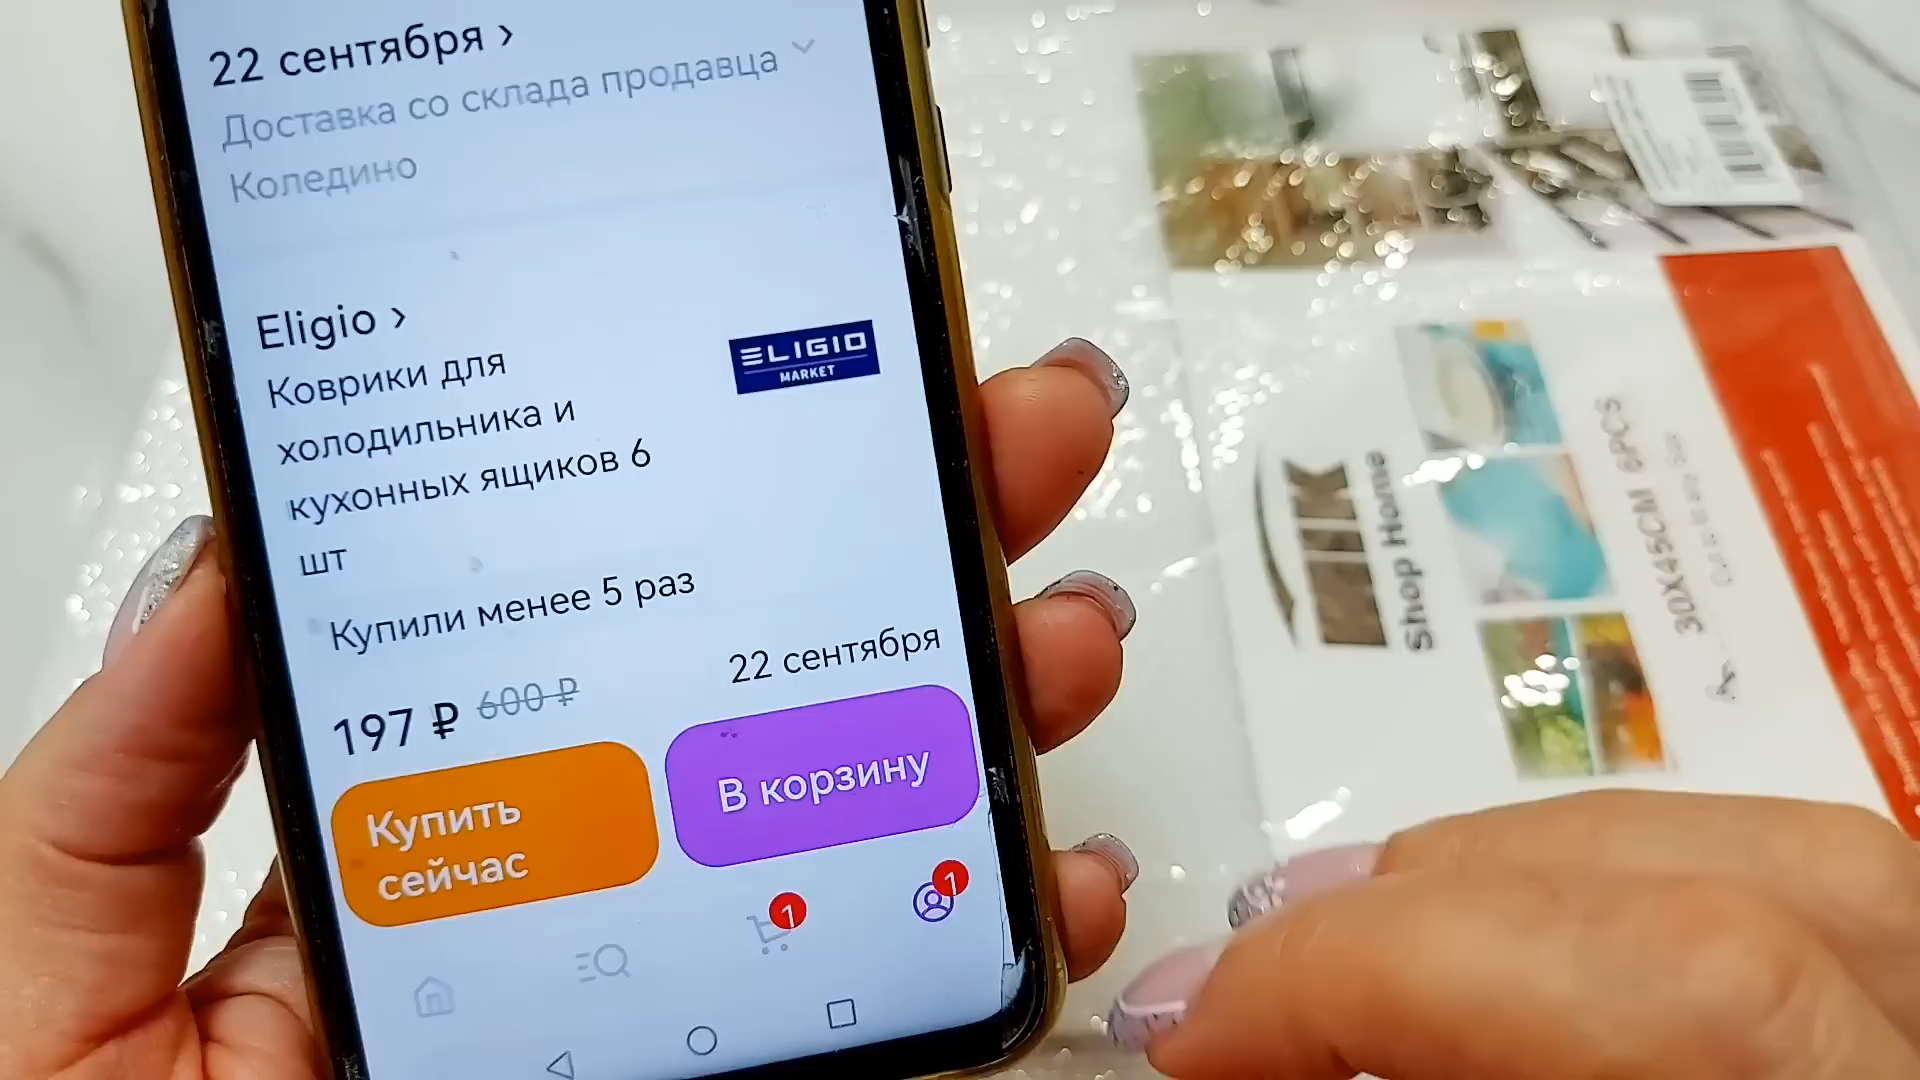 22 сентября ›
Доставка со склада продавца
Коледино
Eligio ›
ELIGIO
MARKET
Коврики для
холодильника и
кухонных ящиков 6
шт
Купили менее 5 раз
22 сентября
197 ₽ 600 ₽
Купить
сейчас
В корзину
1
1
Shop Home
30X45CM 6PCS